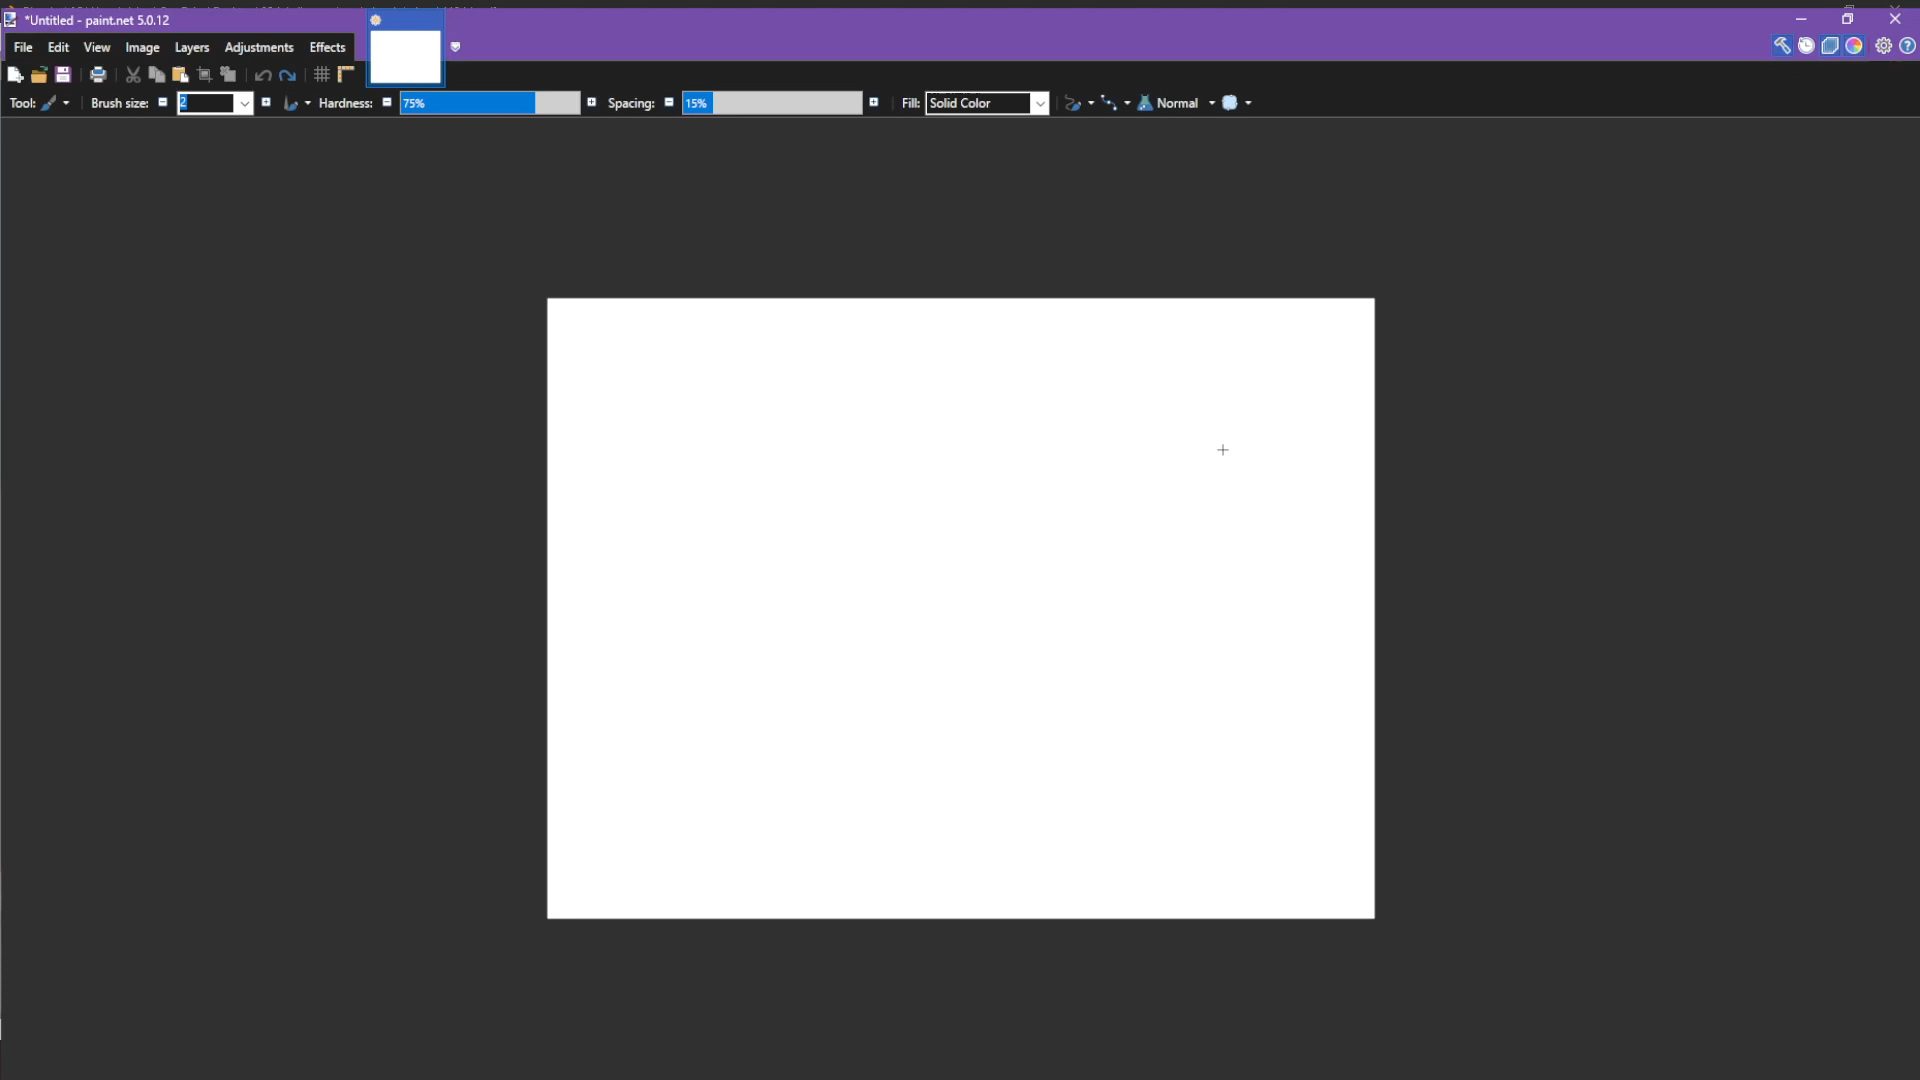 *Untitled - paint.net 5.0.12
File Edit View Image Layers Adjustments Effects
Tool: Brush size: 2 Hardness: 75% Spacing: 15% Fill: Solid Color Normal